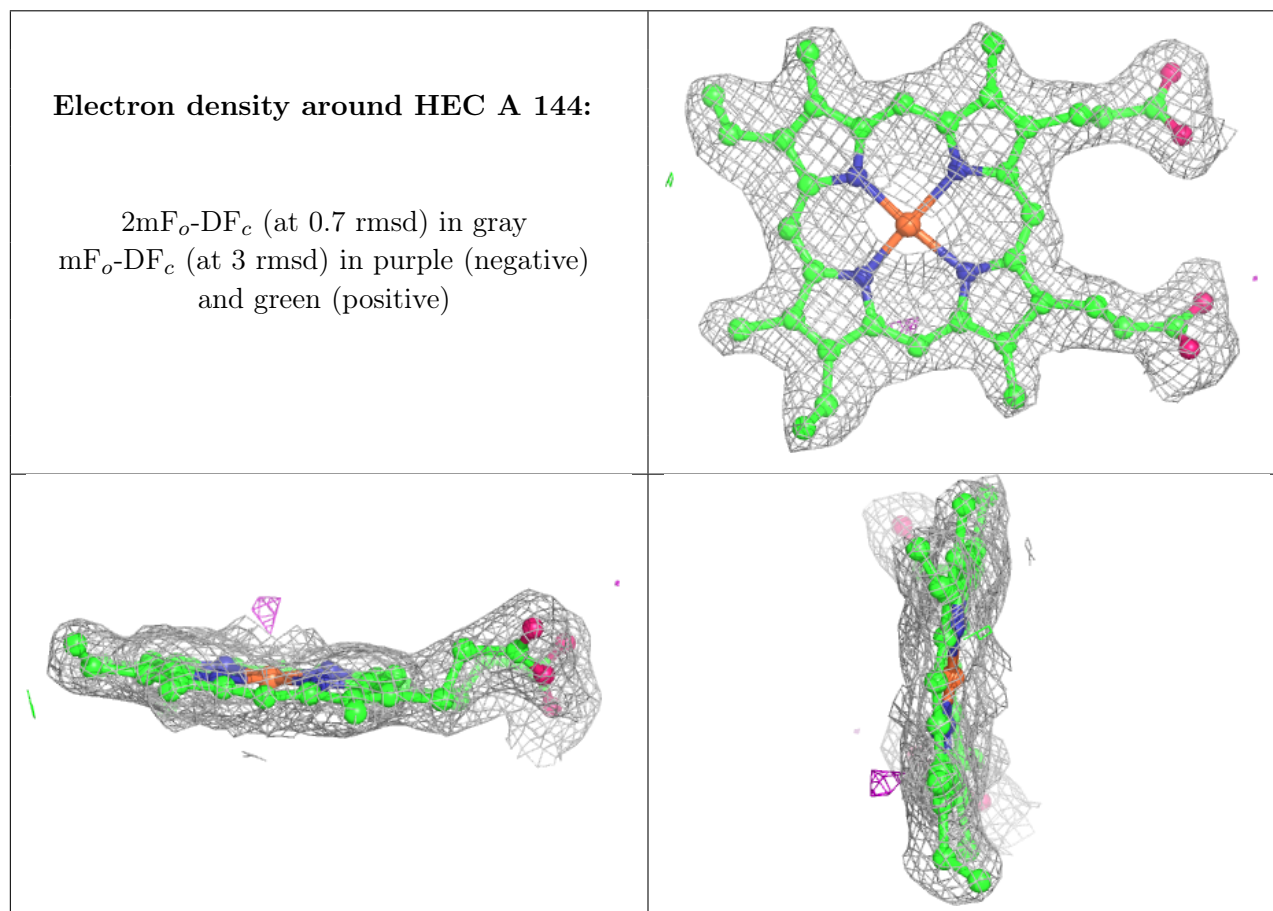 Electron density around HEC A 144:
2mFo-DFc (at 0.7 rmsd) in gray
mFo-DFc (at 3 rmsd) in purple (negative)
and green (positive)